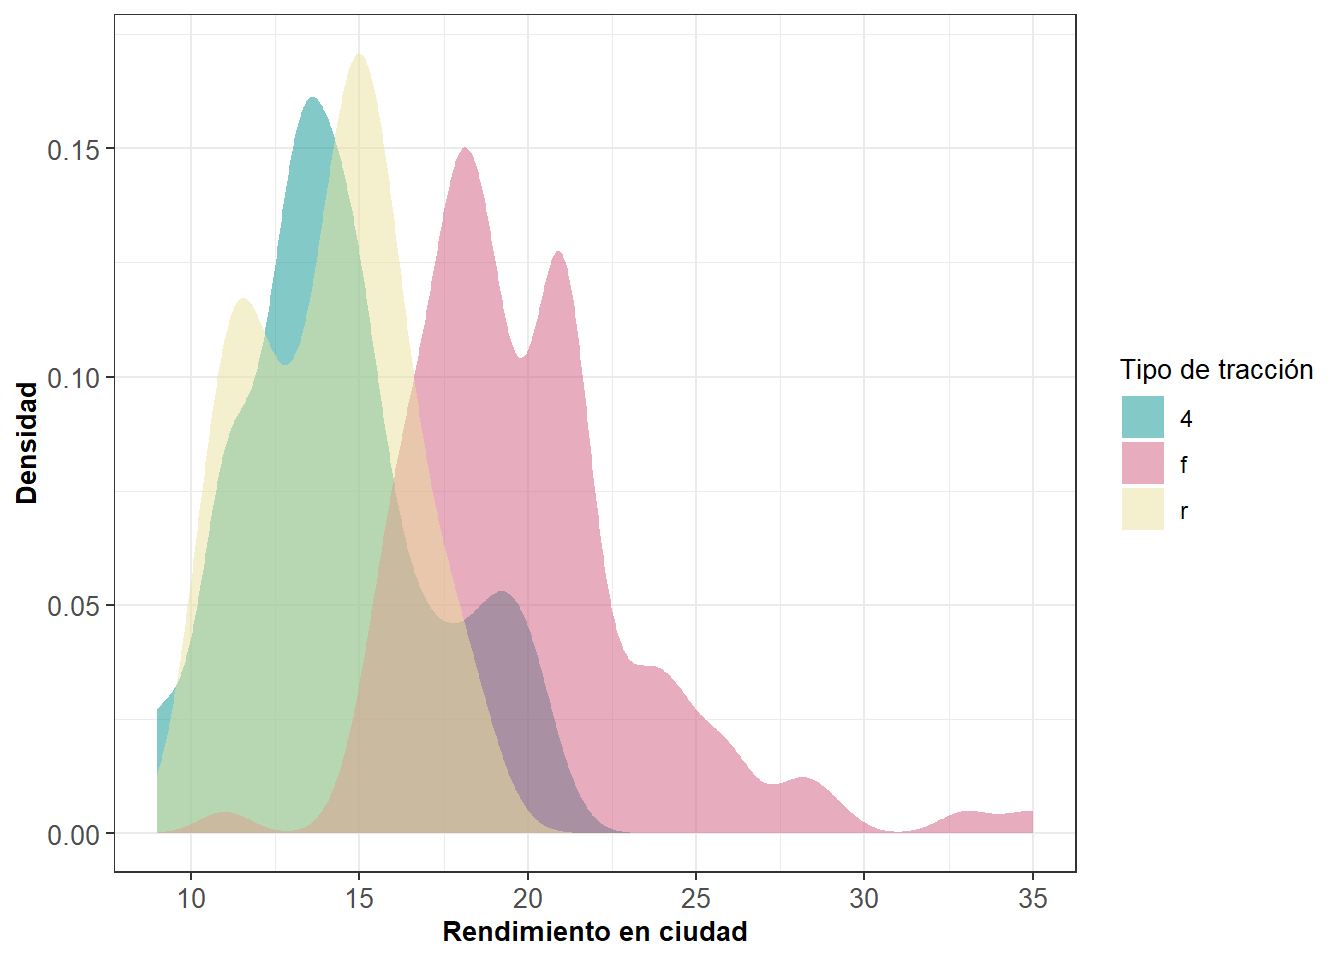 0.15
0.10
0.05
0.00
Densidad
10 15 20 25 30 35
Rendimiento en ciudad
Tipo de tracción
4
f
r